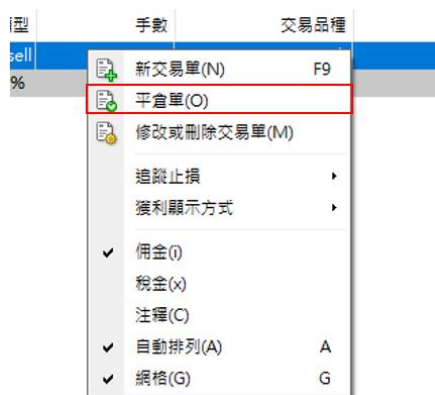 型 手數 交易品種
sell
%
新交易單(N) F9
平倉單(O)
修改或刪除交易單(M)
追蹤止損
獲利顯示方式
佣金(i)
稅金(x)
注釋(C)
自動排列(A) A
網格(G) G